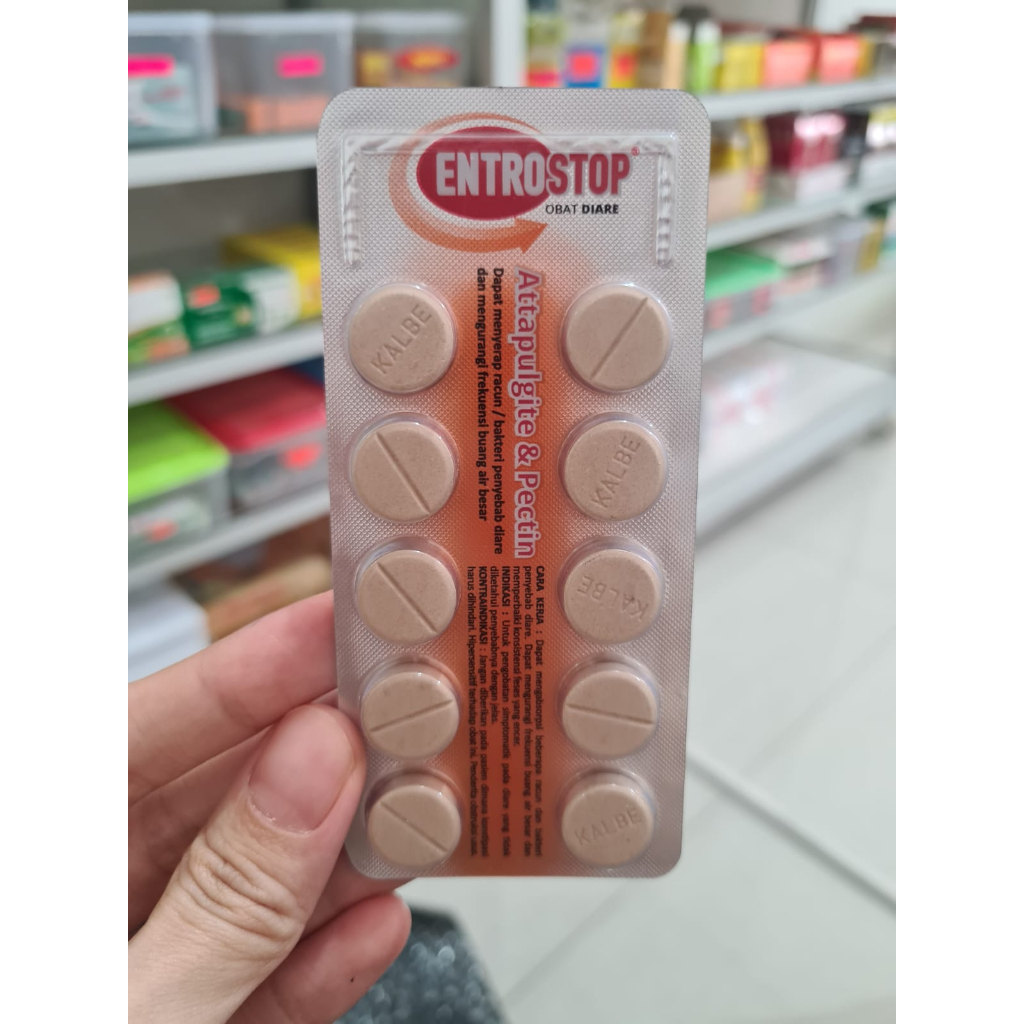 ENTROSTOP®
OBAT DIARE
Attapulgite & Pectin
Dapat menyerap racun / bakteri penyebab diare
dan mengurangi frekuensi buang air besar
CARA KERJA : Dapat mengabsorpsi beberapa racun dan bakteri
penyebab diare. Dapat mengurangi frekuensi buang air besar dan
memperbaiki konsistensi feses yang encer.
INDIKASI : Untuk pengobatan simptomatik pada diare yang tidak
diketahui penyebabnya dengan jelas.
KONTRAINDIKASI : Jangan diberikan pada pasien dimana konstipasi
harus dihindari. Hipersensitif terhadap obat ini. Penderita obstruksi usus.
KALBE
KALBE
KALBE
KALBE